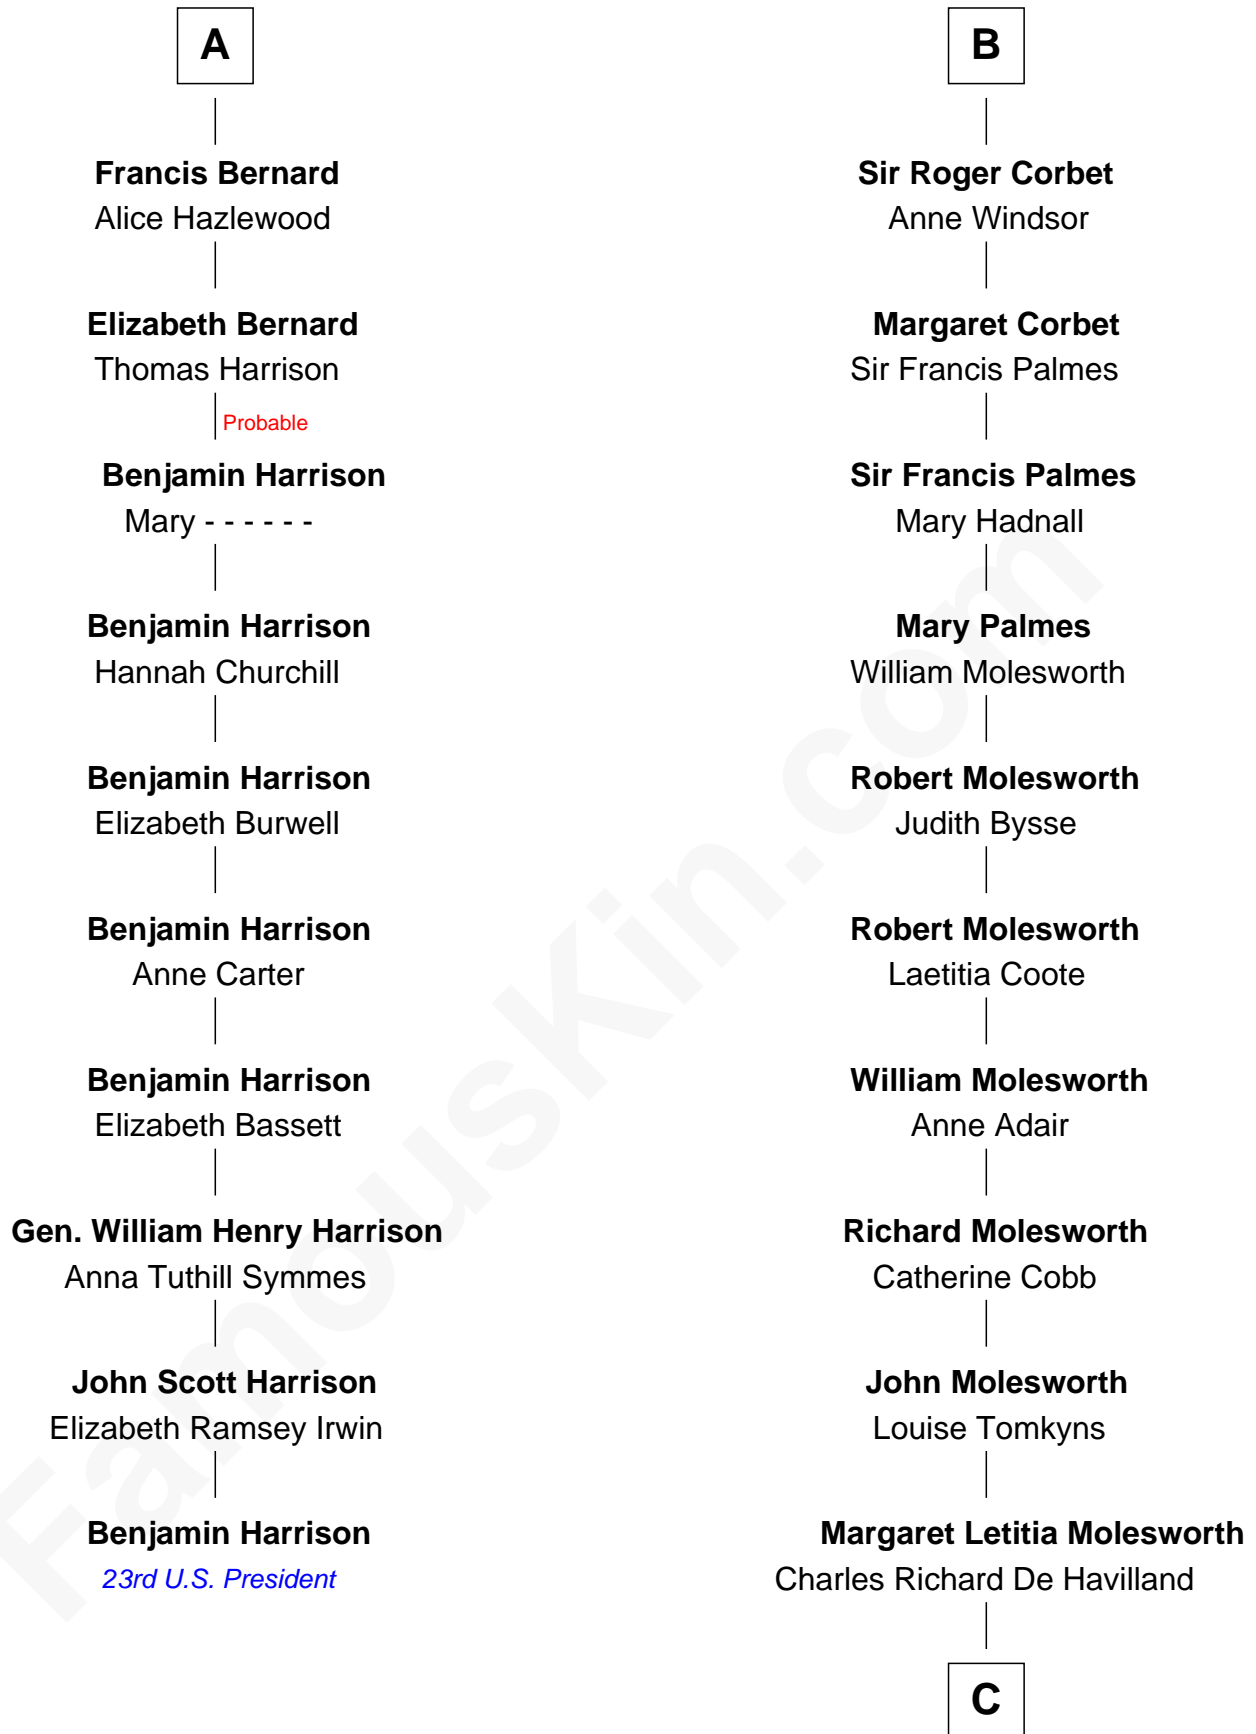 A
Francis Bernard
Alice Hazlewood
Elizabeth Bernard
Thomas Harrison
Probable
Benjamin Harrison
Mary - - - - - -
Benjamin Harrison
Hannah Churchill
Benjamin Harrison
Elizabeth Burwell
Benjamin Harrison
Anne Carter
Benjamin Harrison
Elizabeth Bassett
Gen. William Henry Harrison
Anna Tuthill Symmes
John Scott Harrison
Elizabeth Ramsey Irwin
Benjamin Harrison
23rd U.S. President
B
Sir Roger Corbet
Anne Windsor
Margaret Corbet
Sir Francis Palmes
Sir Francis Palmes
Mary Hadnall
Mary Palmes
William Molesworth
Robert Molesworth
Judith Bysse
Robert Molesworth
Laetitia Coote
William Molesworth
Anne Adair
Richard Molesworth
Catherine Cobb
John Molesworth
Louise Tomkyns
Margaret Letitia Molesworth
Charles Richard De Havilland
C
FamousKin.com